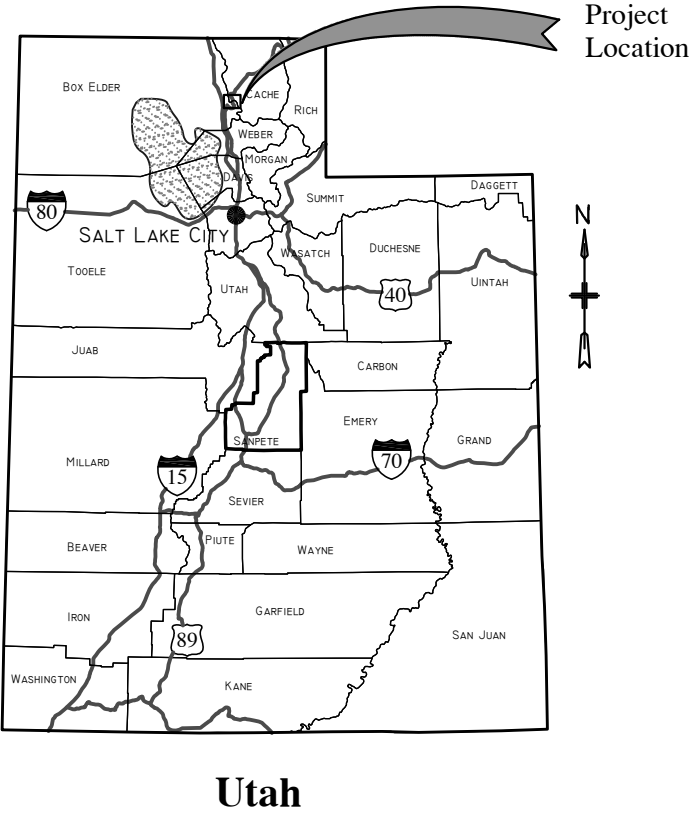 Project
Location
BOX ELDER
CACHE
RICH
WEBER
MORGAN
DAVIS
DAGGETT
SUMMIT
80
SALT LAKE CITY
N
WASATCH
DUCHESNE
TOOELE
UINTAH
UTAH
40
JUAB
CARBON
EMERY
SANPETE
GRAND
MILLARD
15
70
SEVIER
PIUTE
BEAVER
WAYNE
IRON
GARFIELD
89
SAN JUAN
WASHINGTON
KANE
Utah